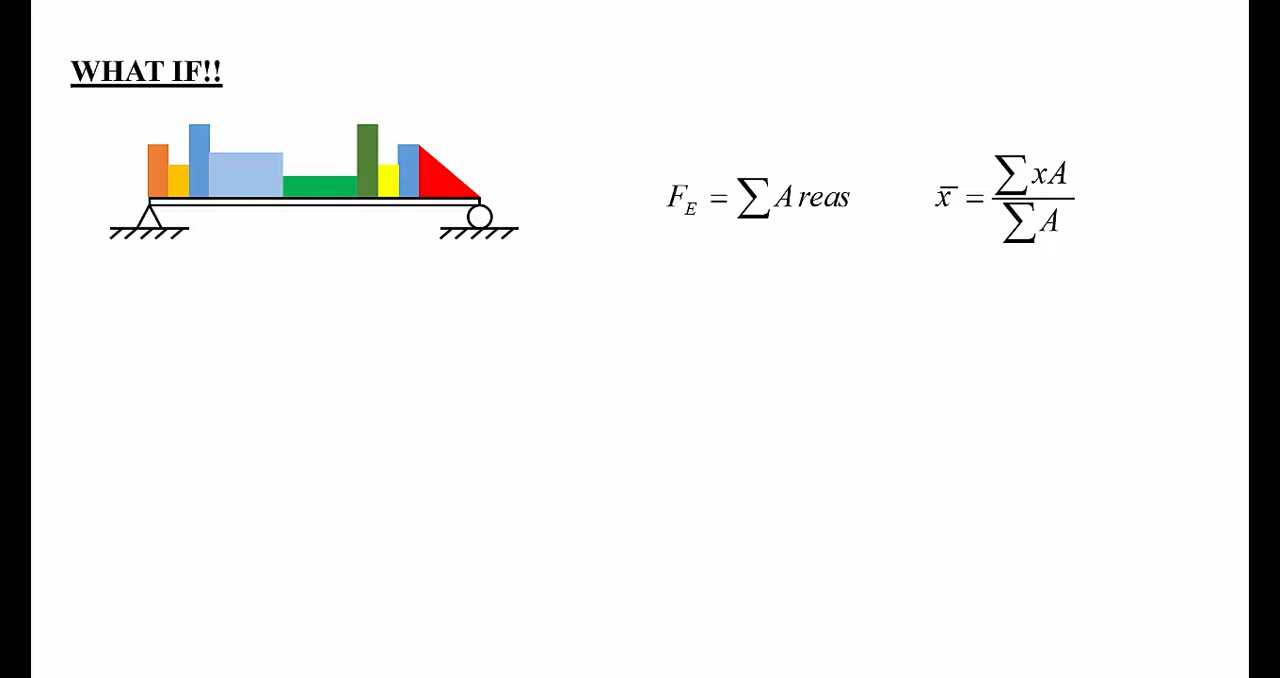 WHAT IF!!
F_E = ∑ Areas
x̄ = ∑xA / ∑A